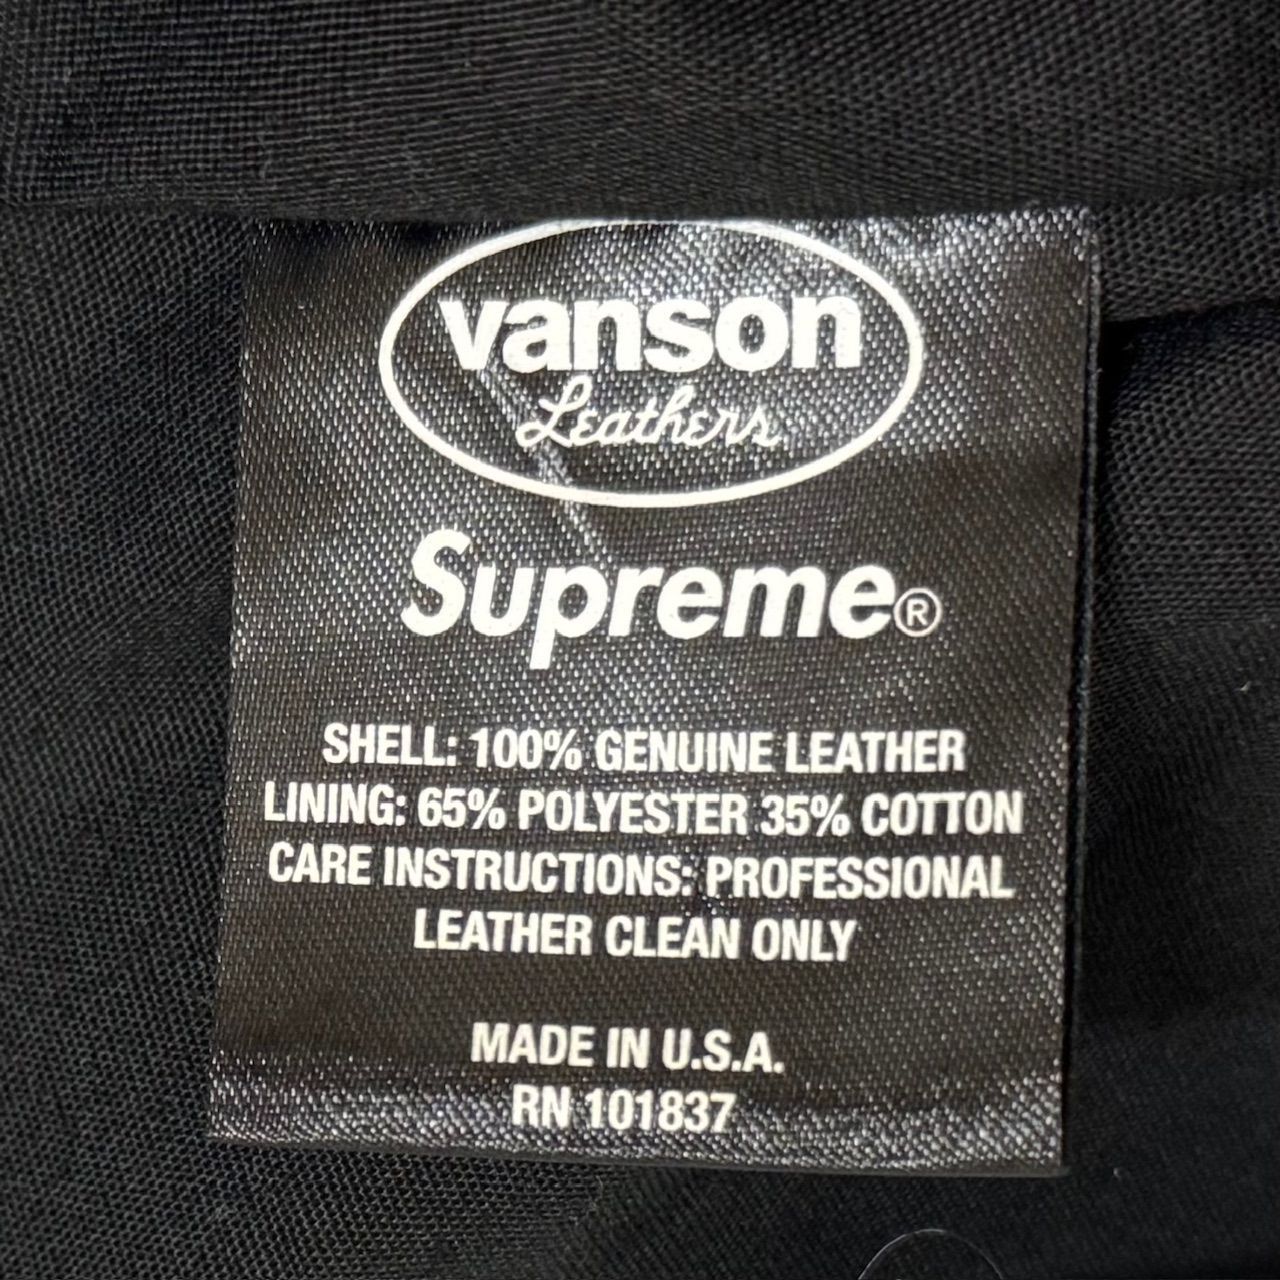 vanson
Leathers
Supreme®
SHELL: 100% GENUINE LEATHER
LINING: 65% POLYESTER 35% COTTON
CARE INSTRUCTIONS: PROFESSIONAL
LEATHER CLEAN ONLY
MADE IN U.S.A.
RN 101837